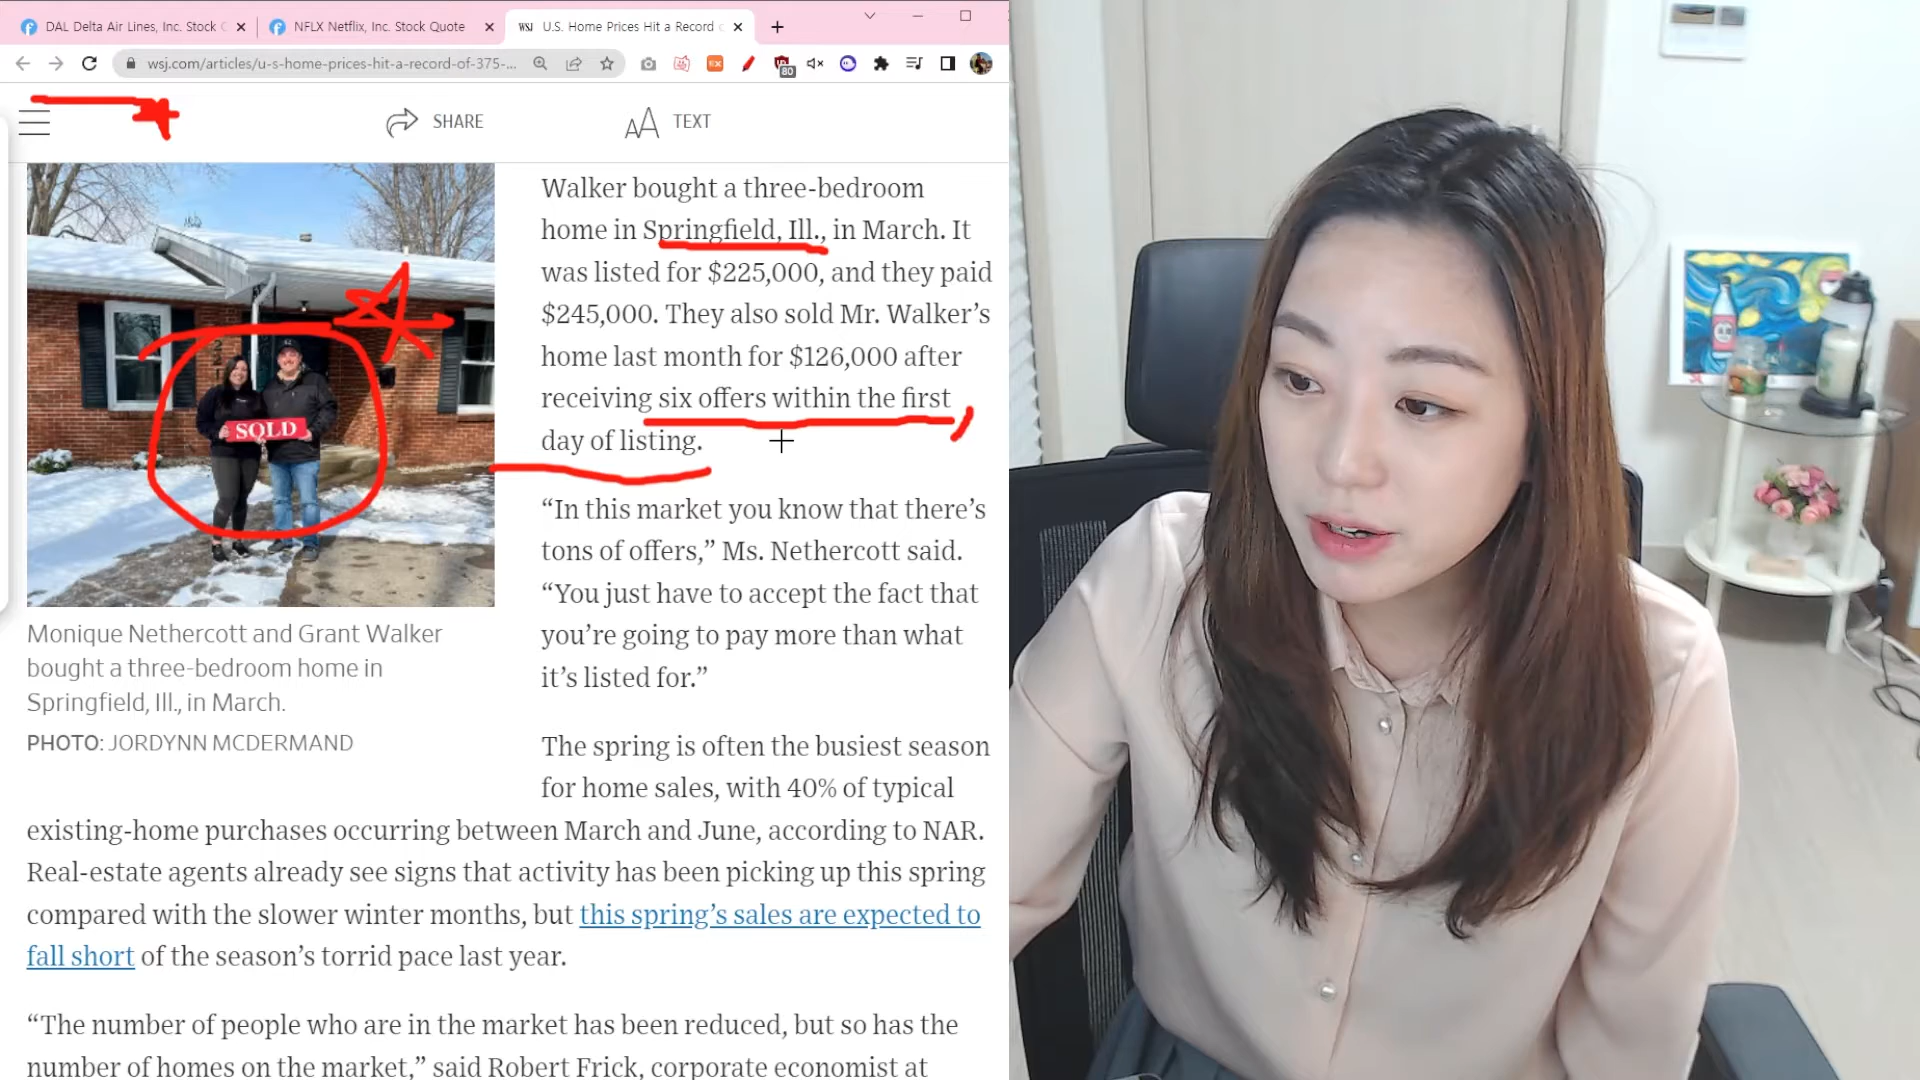 DAL Delta Air Lines, Inc. Stock
NFLX Netflix, Inc. Stock Quote
WSJ U.S. Home Prices Hit a Record
wsj.com/articles/u-s-home-prices-hit-a-record-of-375-...
80
SHARE
AA TEXT
SOLD
Monique Nethercott and Grant Walker
bought a three-bedroom home in
Springfield, Ill., in March.
PHOTO: JORDYNN MCDERMAND
Walker bought a three-bedroom
home in Springfield, Ill., in March. It
was listed for $225,000, and they paid
$245,000. They also sold Mr. Walker’s
home last month for $126,000 after
receiving six offers within the first
day of listing.
“In this market you know that there’s
tons of offers,” Ms. Nethercott said.
“You just have to accept the fact that
you’re going to pay more than what
it’s listed for.”
The spring is often the busiest season
for home sales, with 40% of typical
existing-home purchases occurring between March and June, according to NAR.
Real-estate agents already see signs that activity has been picking up this spring
compared with the slower winter months, but this spring’s sales are expected to
fall short of the season’s torrid pace last year.
“The number of people who are in the market has been reduced, but so has the
number of homes on the market,” said Robert Frick, corporate economist at